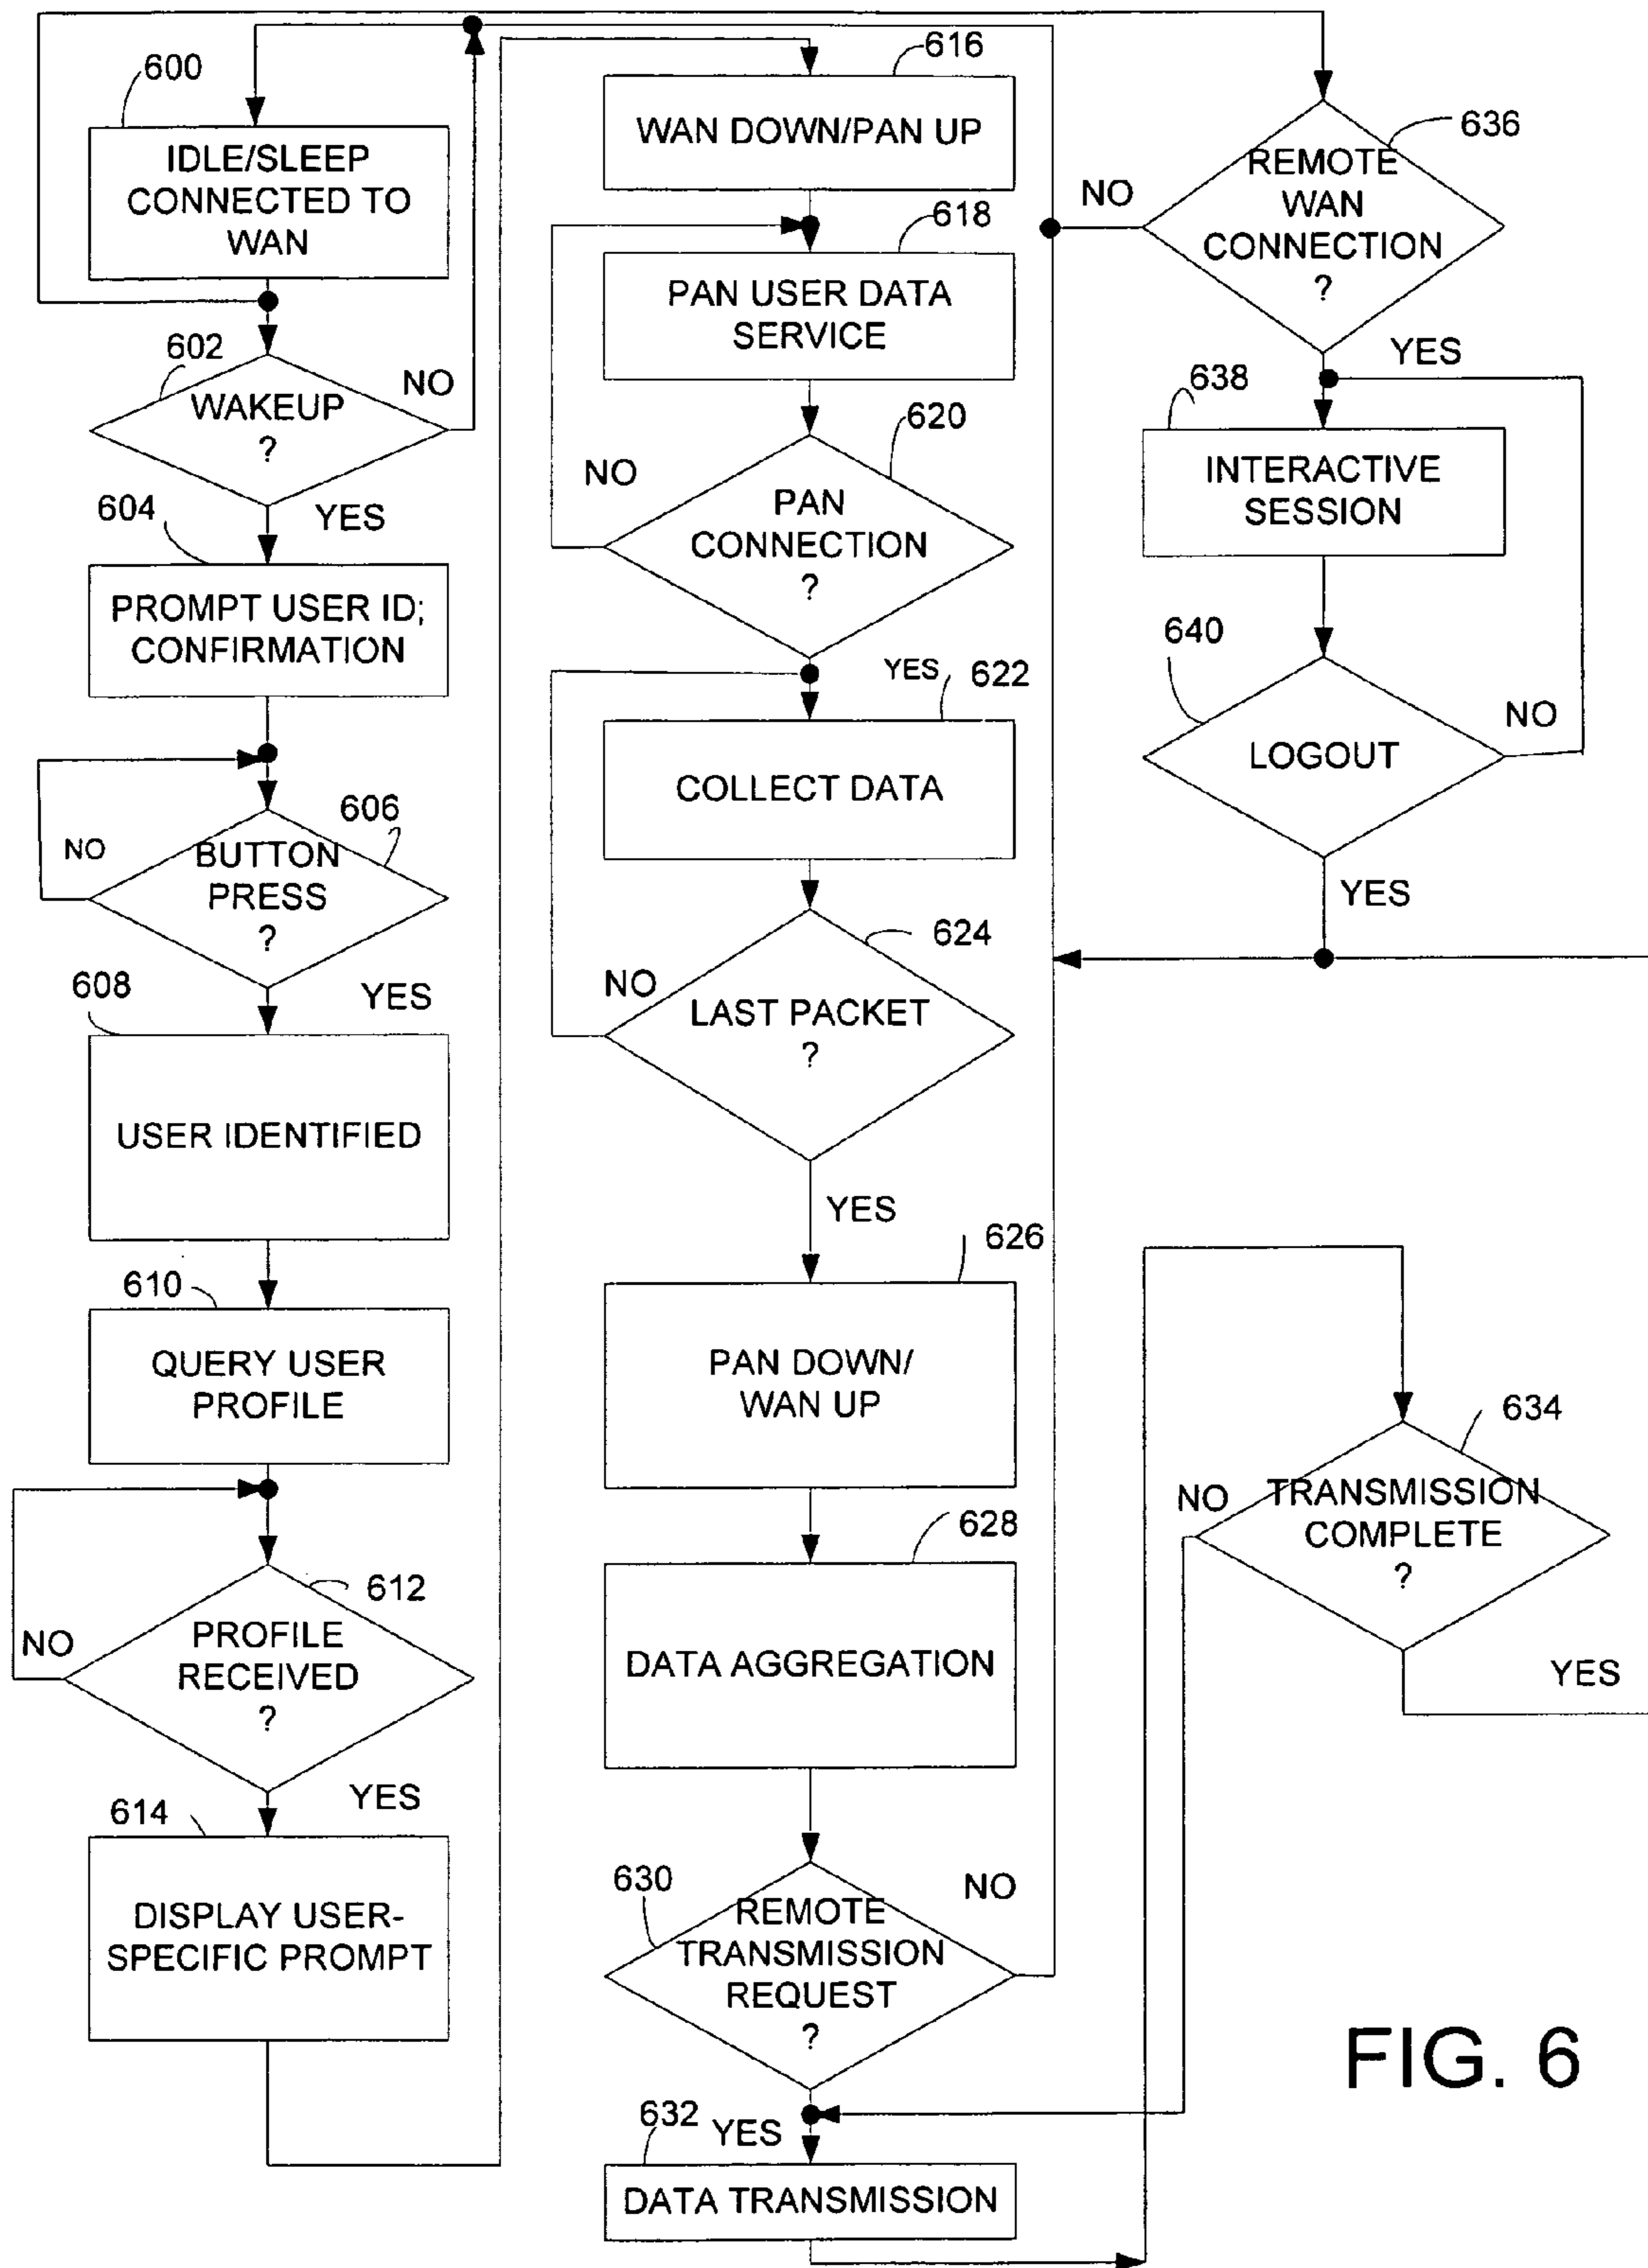 600
IDLE/SLEEP
CONNECTED TO
WAN
602
WAKEUP
?
NO
YES
604
PROMPT USER ID;
CONFIRMATION
606
NO
BUTTON
PRESS
?
YES
608
USER IDENTIFIED
610
QUERY USER
PROFILE
612
NO
PROFILE
RECEIVED
?
YES
614
DISPLAY USER-
SPECIFIC PROMPT
616
WAN DOWN/PAN UP
618
PAN USER DATA
SERVICE
620
NO
PAN
CONNECTION
?
YES
622
COLLECT DATA
624
NO
LAST PACKET
?
YES
626
PAN DOWN/
WAN UP
628
DATA AGGREGATION
630
NO
REMOTE
TRANSMISSION
REQUEST
?
632
YES
DATA TRANSMISSION
636
NO
REMOTE
WAN
CONNECTION
?
YES
638
INTERACTIVE
SESSION
640
NO
LOGOUT
YES
634
NO
TRANSMISSION
COMPLETE
?
YES
FIG. 6